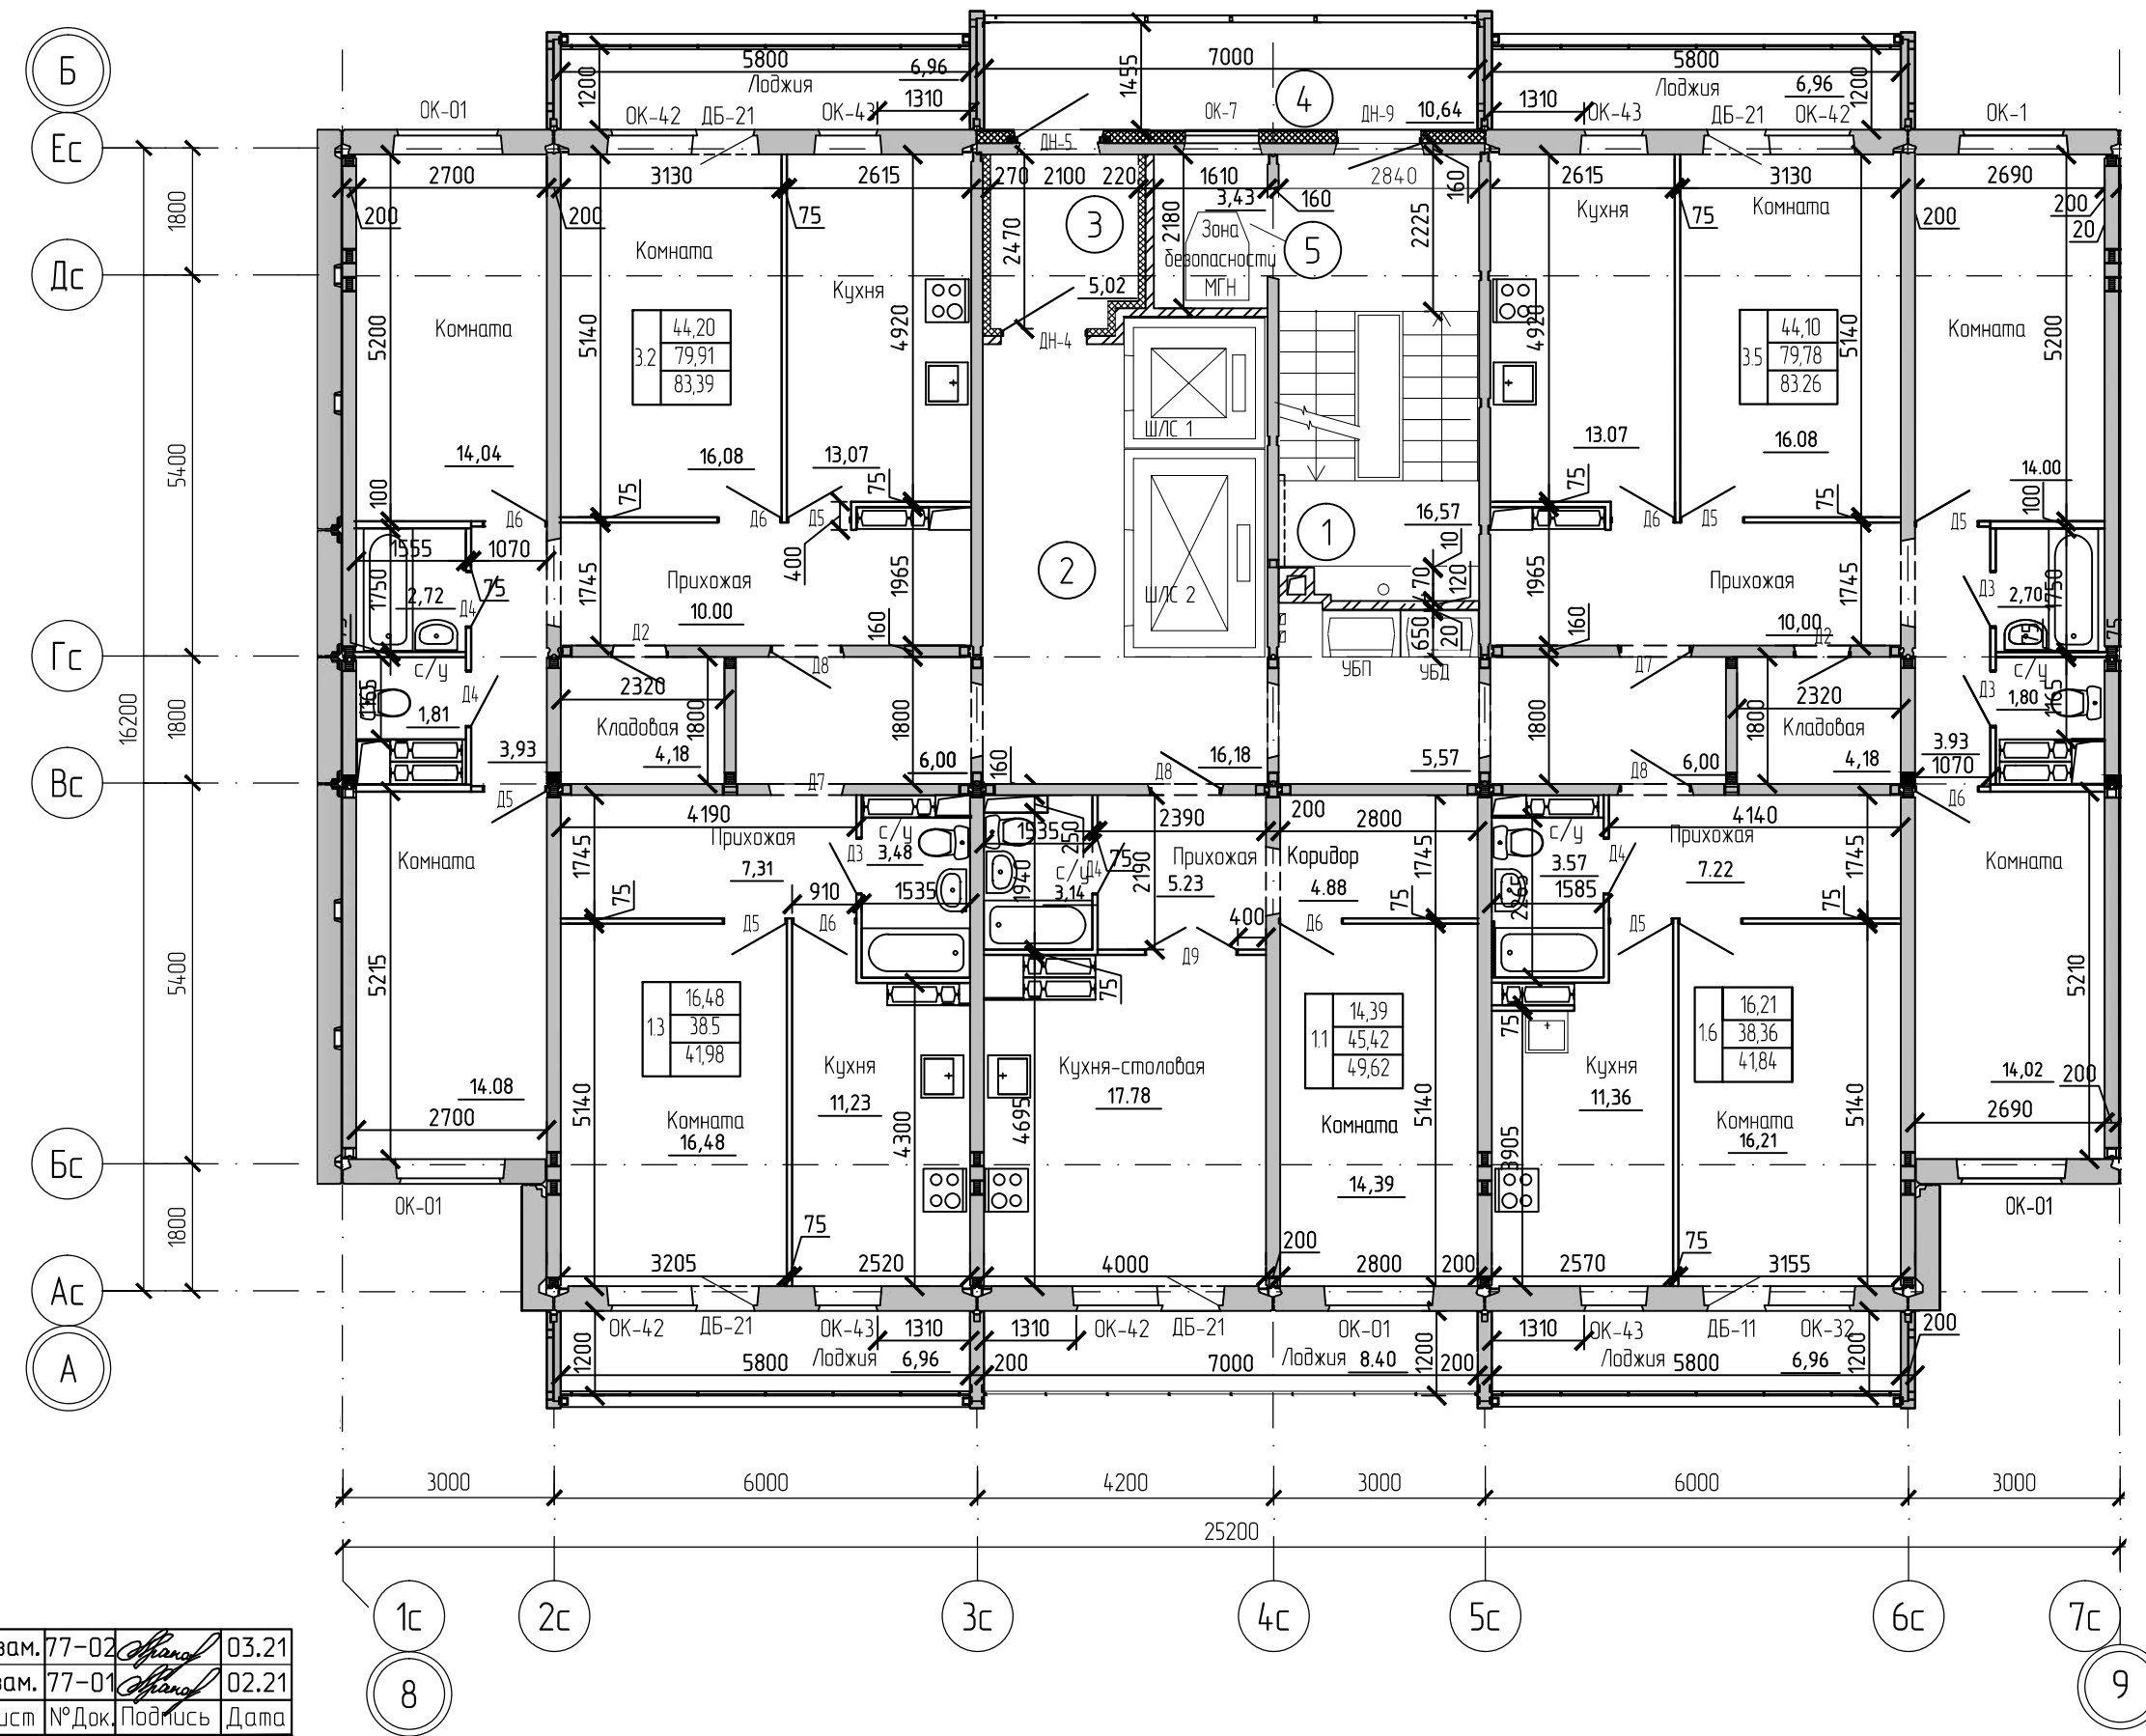 Б
5800
6,96
Лоджия
1310
1200
1455
7000
4
10,64
5800
Лоджия
6,96
1310
1200
ОК-01
ОК-42
ДБ-21
ОК-43
ДН-5
ОК-7
ДН-9
ОК-43
ДБ-21
ОК-42
ОК-1
Ес
2700
3130
2615
270
2100
220
1610
2840
160
2615
3130
2690
200
200
75
3,43
160
Кухня
75
Комната
200
200
20
1800
Комната
3
2470
2180
Зона
безопасности
МГН
5
2225
Дс
Кухня
5,02
5200
Комната
5140
3.2
44,20
79,91
83,39
4920
ДН-4
4920
3.5
44,10
79,78
83.26
5140
Комната
5200
ШЛС 1
5400
14,04
16,08
13,07
13.07
16.08
14.00
100
75
75
75
75
100
Д6
Д6
Д5
400
1
16,57
Д6
Д5
Д5
1555
1070
2
10
1750
2,72
75
Д4
1745
Прихожая
10.00
1965
160
ШЛС 2
470
120
1965
Прихожая
10,00
1745
Д3
2,70
1750
75
75
160
Гс
Д2
Д8
650
20
УБП
УБД
Д7
Д2
с/у
1165
1,81
Д4
2320
Кладовая
4,18
1800
1800
1800
1800
2320
Кладовая
4,18
с/у
Д3
1,80
1165
16200
1800
3,93
6,00
160
16,18
5,57
6,00
3.93
1070
Вс
Д5
Д7
Д8
Д8
Д6
4190
Прихожая
7,31
1745
75
Д3
с/у
3,48
910
1535
1535
250
1940
с/у
3,14
75
Д4
2190
2390
Прихожая
5.23
200
2800
Коридор
4.88
1745
75
с/у
3.57
1585
2265
Д4
4140
Прихожая
7.22
1745
75
Комната
Комната
Д5
Д6
400
Д9
Д6
Д5
5215
5400
1.3
16,48
38.5
41,98
75
1.1
14,39
45,42
49,62
75
1.6
16,21
38,36
41,84
5210
14.08
2700
5140
Кухня
11,23
Комната
16,48
4300
Кухня-столовая
17.78
4695
Комната
14,39
5140
Кухня
11,36
3905
Комната
16,21
5140
14,02
200
2690
Бс
ОК-01
ОК-01
1800
75
200
75
3205
2520
4000
2800
200
2570
3155
Ас
ОК-42
ДБ-21
ОК-43
1310
1310
ОК-42
ДБ-21
ОК-01
1310
ОК-43
ДБ-11
ОК-32
200
А
1200
5800
Лоджия
6,96
200
7000
Лоджия
8.40
200
1200
Лоджия
5800
6,96
1200
3000
6000
4200
3000
6000
3000
25200
1с
2с
3с
4с
5с
6с
7с
8
9
зам.
77-02
03.21
зам.
77-01
02.21
№Док.
Подпись
Дата